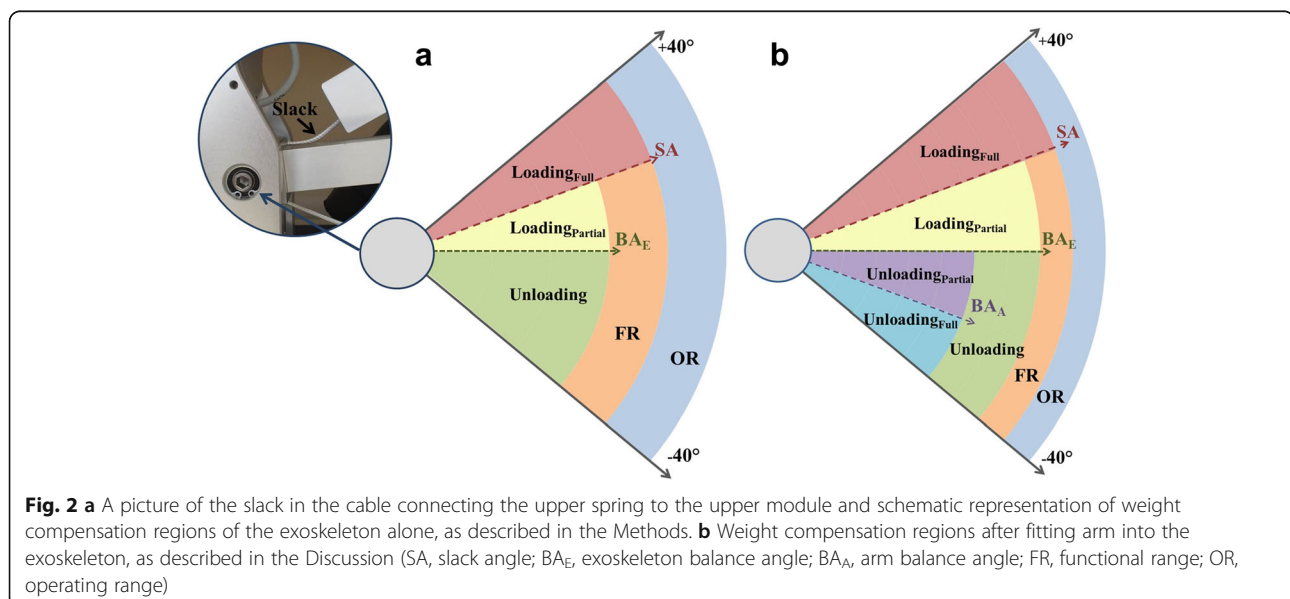 a
+40°
Slack
SA
Loading_Full
Loading_Partial
BA_E
Unloading
FR
OR
-40°
b
+40°
SA
Loading_Full
Loading_Partial
BA_E
Unloading_Partial
BA_A
Unloading_Full
Unloading
FR
OR
-40°
Fig. 2 a A picture of the slack in the cable connecting the upper spring to the upper module and schematic representation of weight
compensation regions of the exoskeleton alone, as described in the Methods. b Weight compensation regions after fitting arm into the
exoskeleton, as described in the Discussion (SA, slack angle; BA_E, exoskeleton balance angle; BA_A, arm balance angle; FR, functional range; OR,
operating range)